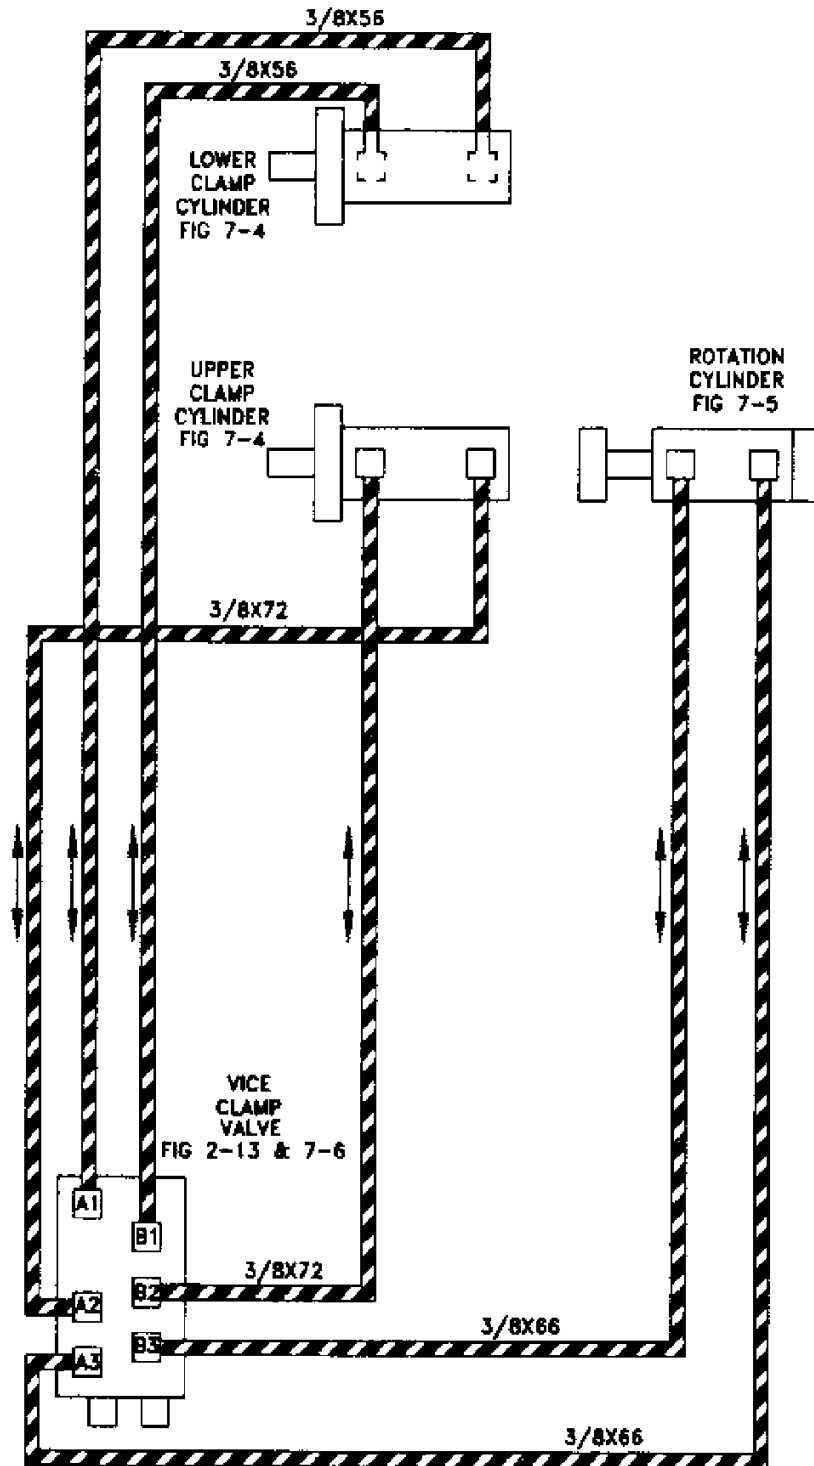 3/8X56
3/8X56
LOWER
CLAMP
CYLINDER
FIG 7-4
UPPER
CLAMP
CYLINDER
FIG 7-4
ROTATION
CYLINDER
FIG 7-5
3/8X72
VICE
CLAMP
VALVE
FIG 2-13 & 7-6
A1
B1
3/8X72
B2
A2
3/8X66
B3
A3
3/8X66